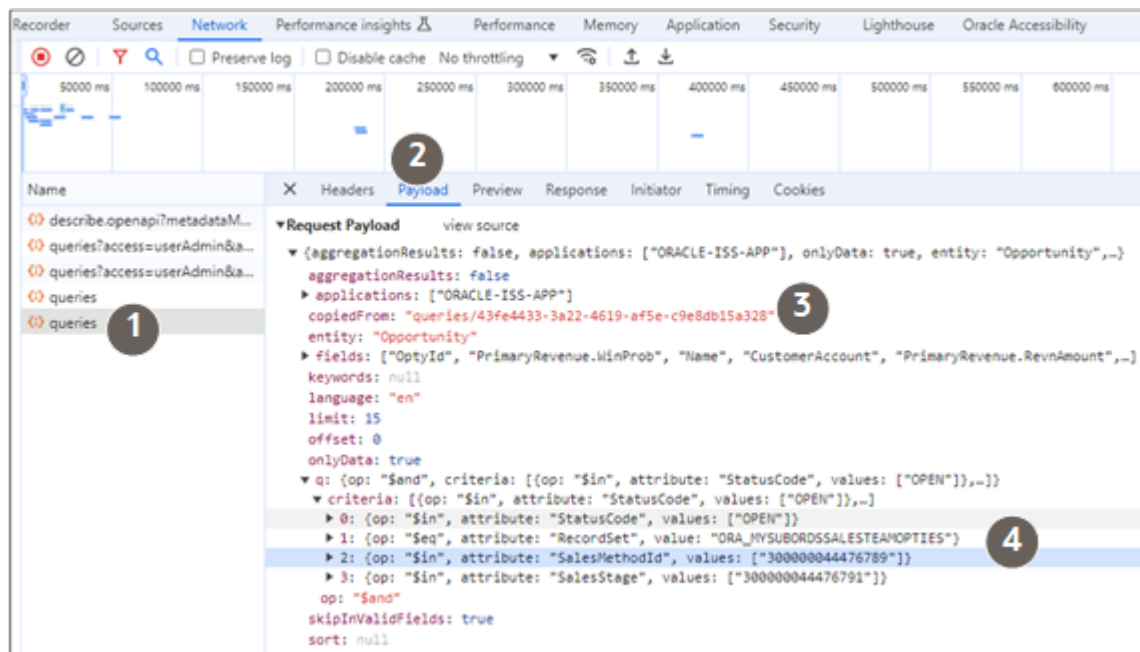 Recorder Sources Network Performance insights Performance Memory Application Security Lighthouse Oracle Accessibility
Preserve log Disable cache No throttling
50000 ms 100000 ms 150000 ms 200000 ms 250000 ms 300000 ms 350000 ms 400000 ms 450000 ms 500000 ms 550000 ms 600000 ms
2
Name
Headers Payload Preview Response Initiator Timing Cookies
describe.openapi?metadataM...
queries?access=userAdmin&a...
queries?access=userAdmin&a...
queries
queries
1
▼Request Payload view source
▼ {aggregationResults: false, applications: ["ORACLE-ISS-APP"], onlyData: true, entity: "Opportunity",…}
aggregationResults: false
▶ applications: ["ORACLE-ISS-APP"]
copiedFrom: "queries/43fe4433-3a22-4619-af5e-c9e8db15a328"
3
entity: "Opportunity"
▶ fields: ["OptyId", "PrimaryRevenue.WinProb", "Name", "CustomerAccount", "PrimaryRevenue.RevnAmount",…]
keywords: null
language: "en"
limit: 15
offset: 0
onlyData: true
▼ q: {op: "$and", criteria: [{op: "$in", attribute: "StatusCode", values: ["OPEN"]},…]}
▼ criteria: [{op: "$in", attribute: "StatusCode", values: ["OPEN"]},…]
▶ 0: {op: "$in", attribute: "StatusCode", values: ["OPEN"]}
▶ 1: {op: "$eq", attribute: "RecordSet", value: "ORA_MYSUBORDSSALESTEAMOPTIES"}
4
▶ 2: {op: "$in", attribute: "SalesMethodId", values: ["300000044476789"]}
▶ 3: {op: "$in", attribute: "SalesStage", values: ["300000044476791"]}
op: "$and"
skipInValidFields: true
sort: null